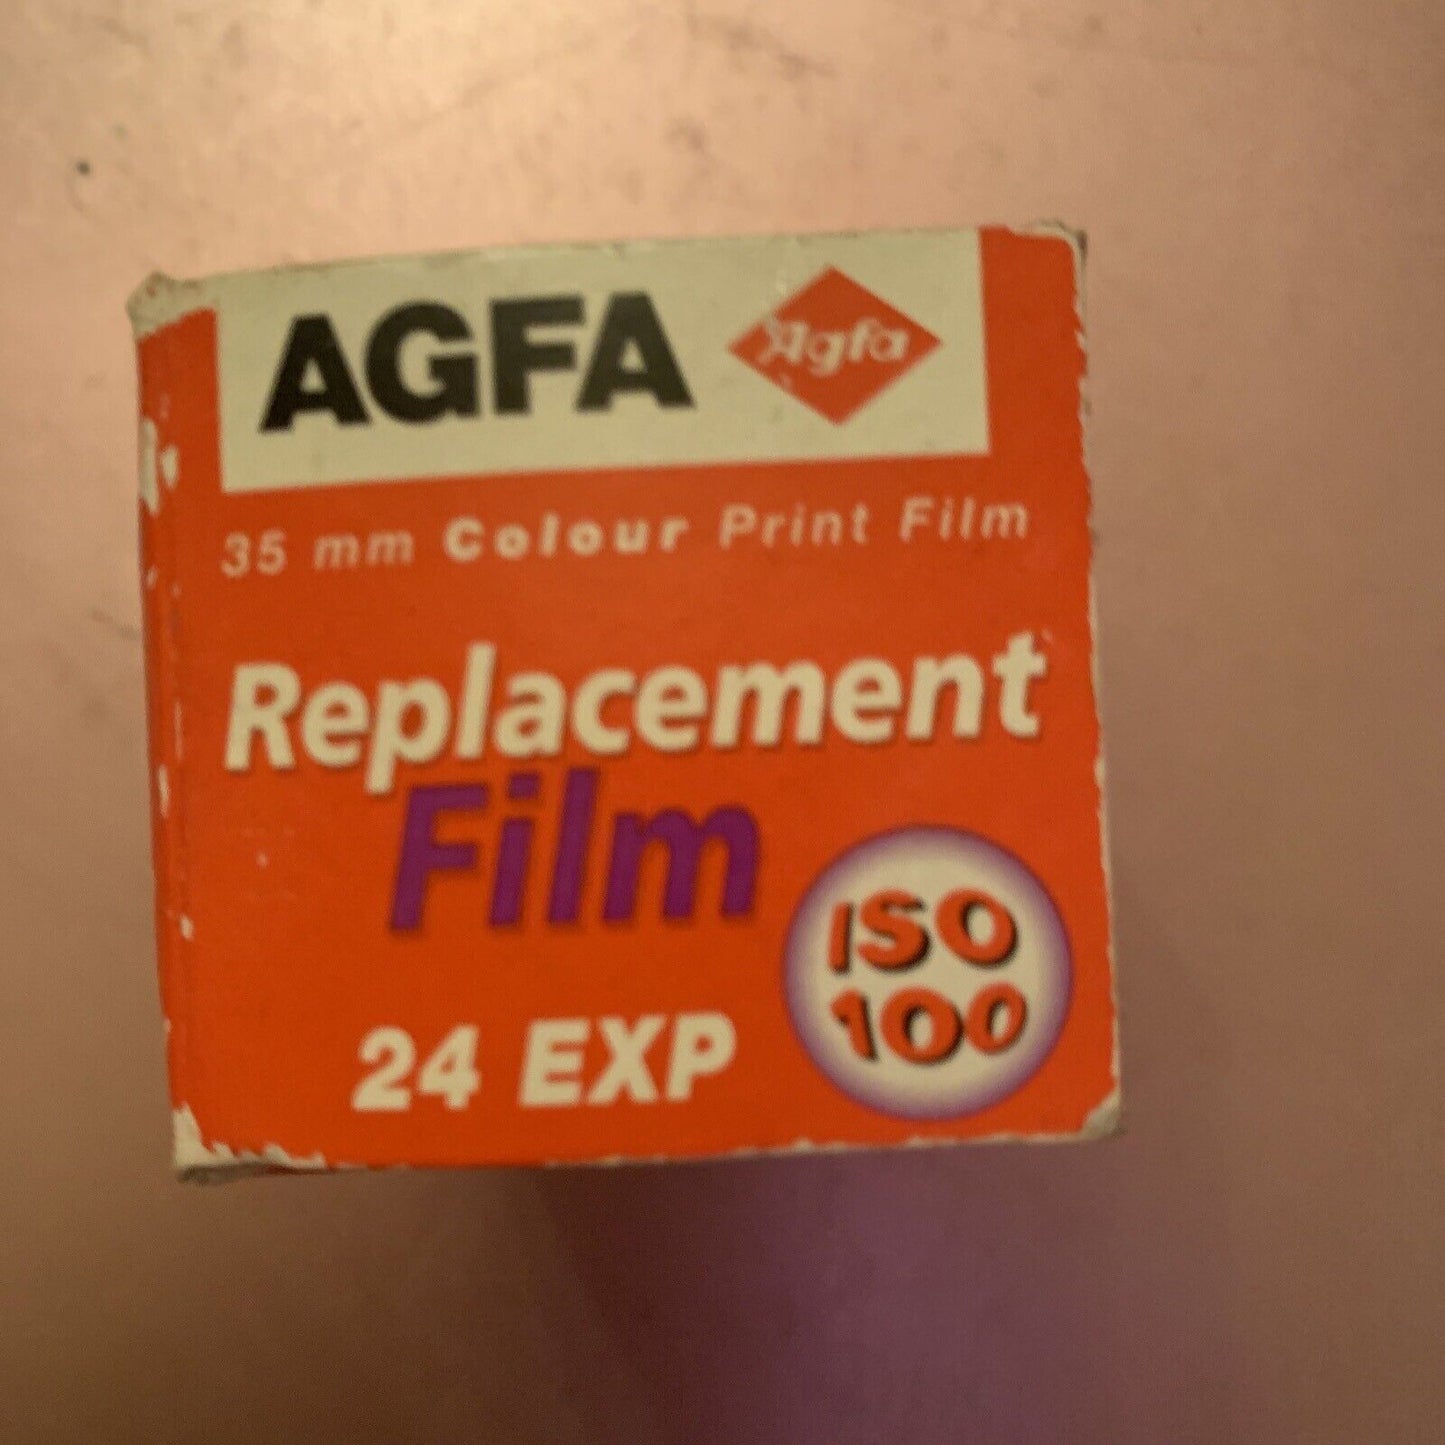 AGFA
Agfa
35 mm Colour Print Film
Replacement
Film
ISO
100
24 EXP